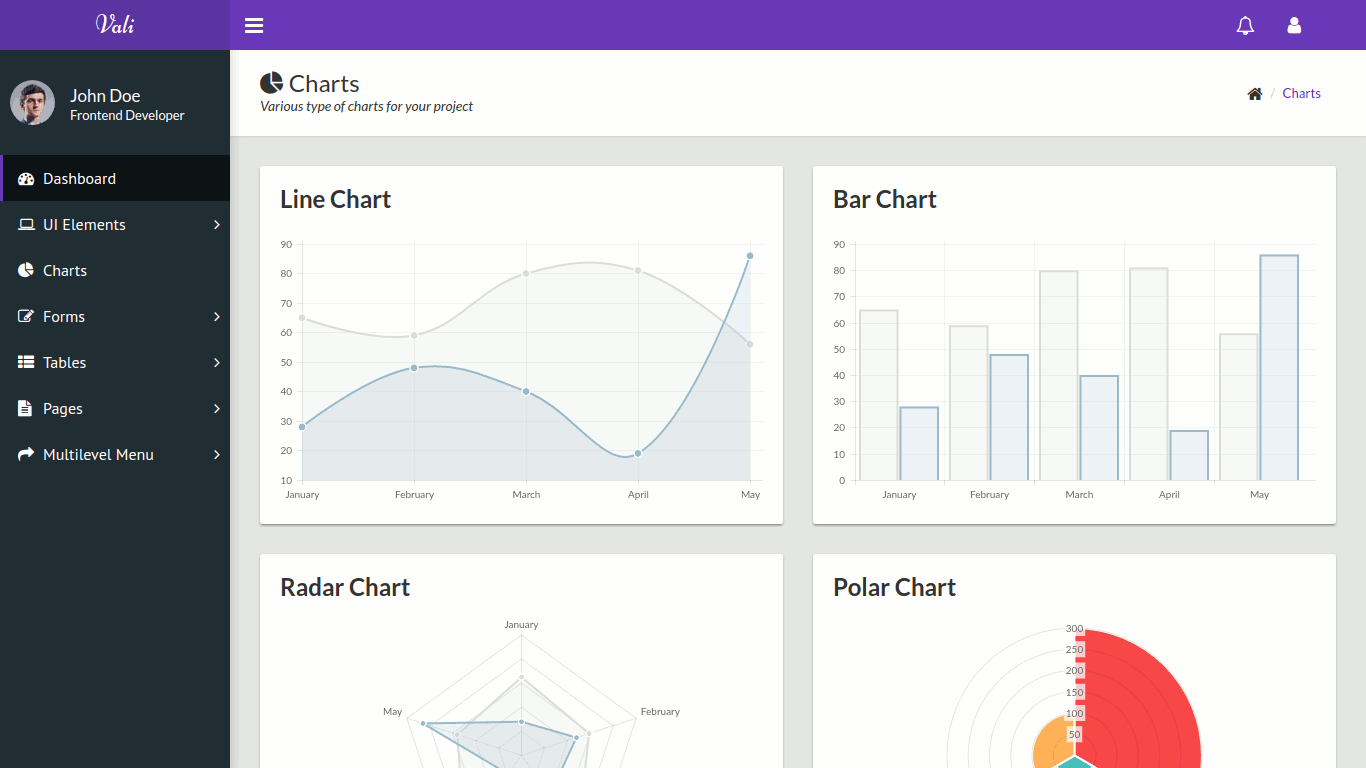 Vali
John Doe
Frontend Developer
Dashboard
UI Elements
Charts
Forms
Tables
Pages
Multilevel Menu
Charts
Various type of charts for your project
/ Charts
Line Chart
90
80
70
60
50
40
30
20
10
January February March April May
Bar Chart
90
80
70
60
50
40
30
20
10
0
January February March April May
Radar Chart
January
May
February
Polar Chart
300
250
200
150
100
50